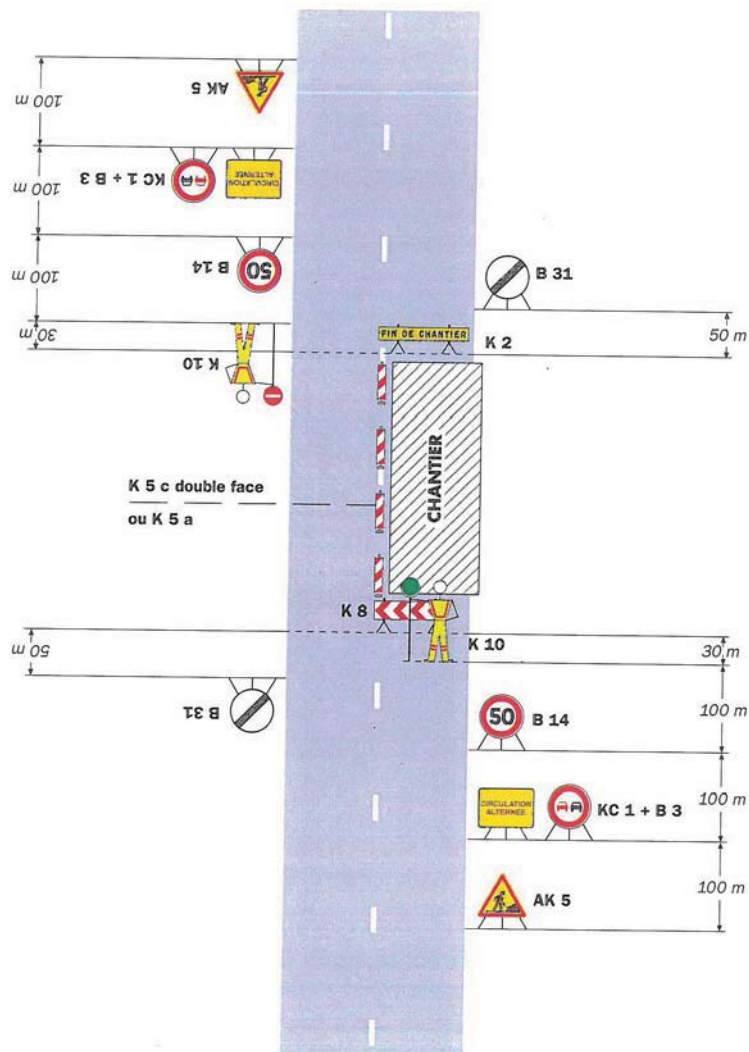 AK 5
100 m
KC 1 + B 3
CIRCULATION
ALTERNÉE
100 m
B 14
50
100 m
B 31
30 m
K 10
FIN DE CHANTIER
K 2
50 m
CHANTIER
K 5 c double face
ou K 5 a
K 8
K 10
50 m
30 m
B 31
50
B 14
100 m
CIRCULATION
ALTERNÉE
KC 1 + B 3
100 m
AK 5
100 m